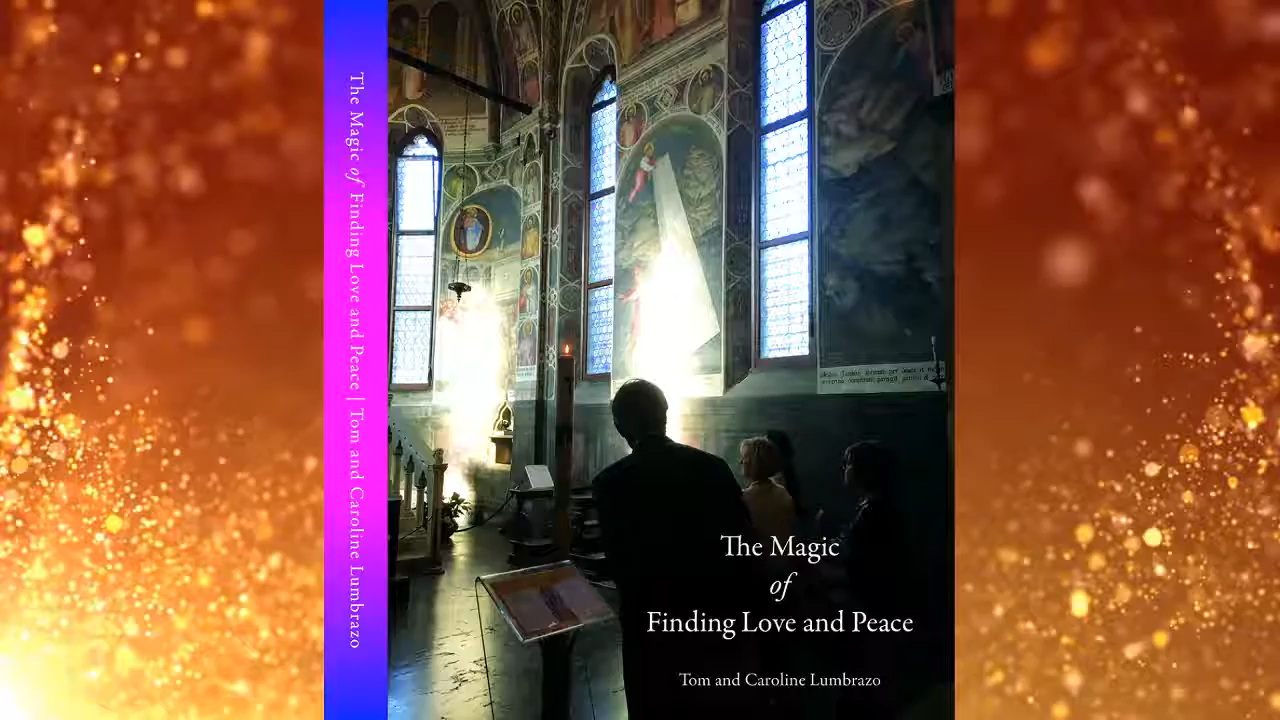 The Magic of Finding Love and Peace | Tom and Caroline Lumbrazo
The Magic
of
Finding Love and Peace
Tom and Caroline Lumbrazo